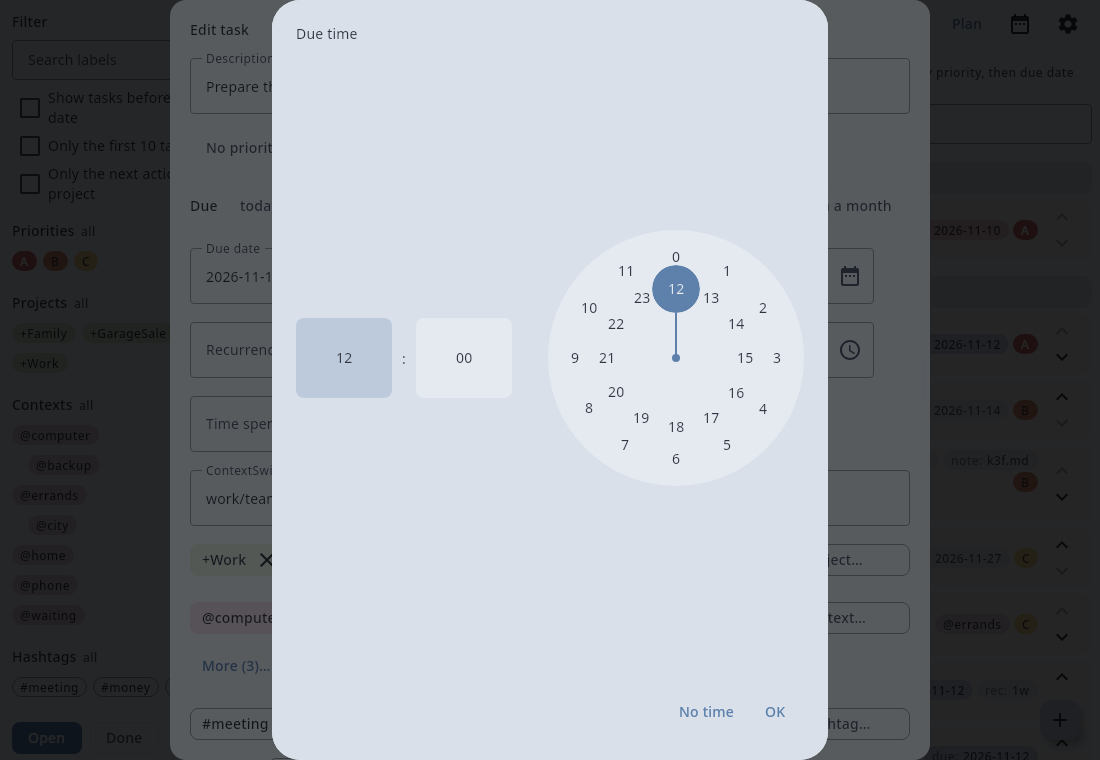 Filter
Search labels
Show tasks before
date
Only the first 10 ta
Only the next actio
project
Priorities all
A B C
Projects all
+Family +GarageSale
+Work
Contexts all
@computer
@backup
@errands
@city
@home
@phone
@waiting
Hashtags all
#meeting #money
Open Done
Edit task
Description
Prepare th
No priorit
Due toda
Due date
2026-11-1
Recurrenc
Time spen
ContextSwi
work/tean
+Work
@compute
More (3)...
#meeting
Due time
12 : 00
0
1
2
3
4
5
6
7
8
9
10
11
12
13
14
15
16
17
18
19
20
21
22
23
No time OK
a month
ject...
text...
htag...
Plan
priority, then due date
2026-11-10 A
2026-11-12 A
2026-11-14 B
note: k3f.md
B
2026-11-27 C
@errands C
11-12 rec: 1w
due: 2026-11-12